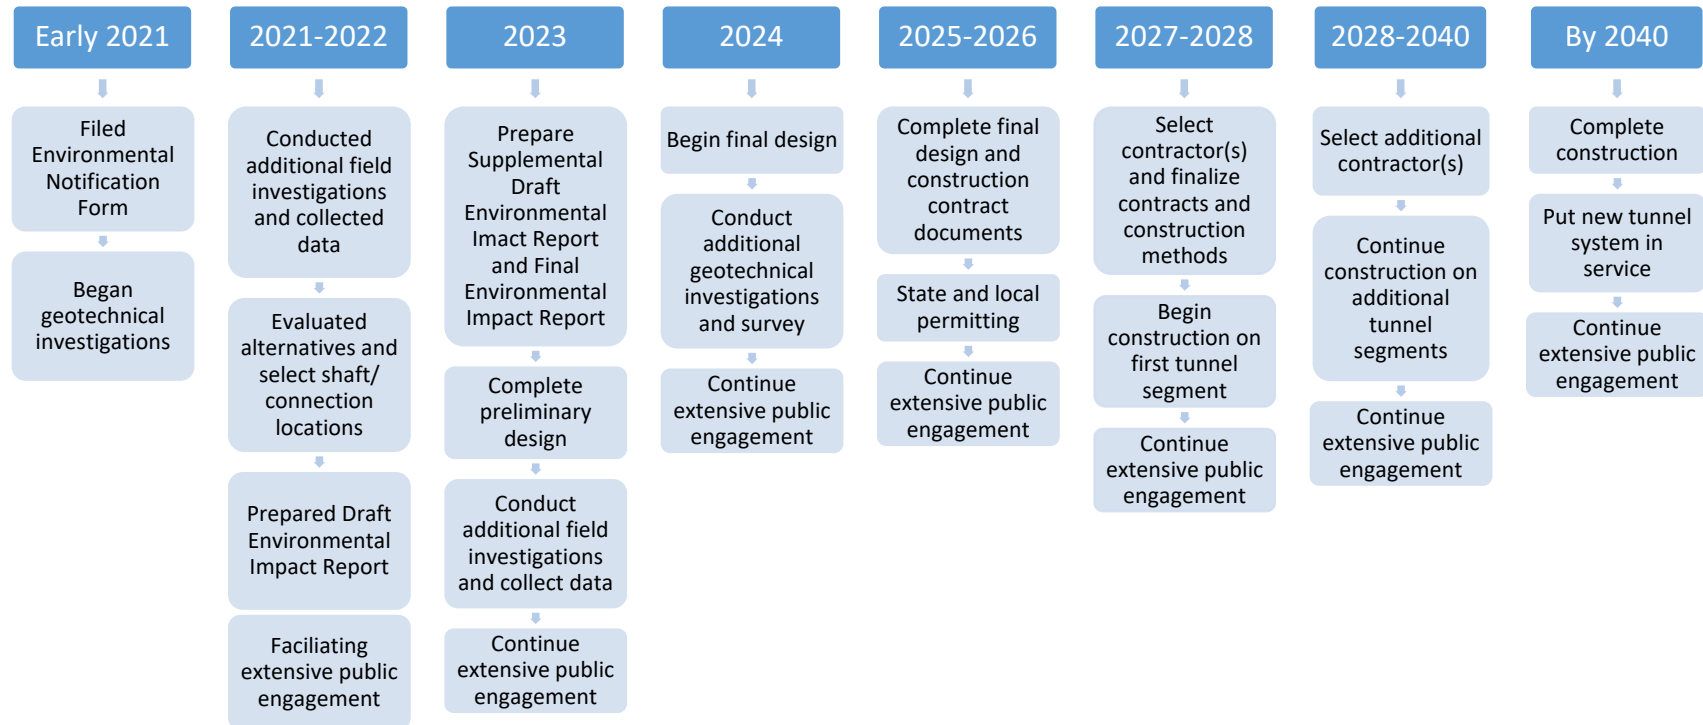 Early 2021
Filed
Environmental
Notification
Form
Began
geotechnical
investigations
2021-2022
Conducted
additional field
investigations
and collected
data
Evaluated
alternatives and
select shaft/
connection
locations
Prepared Draft
Environmental
Impact Report
Faciliating
extensive public
engagement
2023
Prepare
Supplemental
Draft
Environmental
Imact Report
and Final
Environmental
Impact Report
Complete
preliminary
design
Conduct
additional field
investigations
and collect data
Continue
extensive public
engagement
2024
Begin final design
Conduct
additional
geotechnical
investigations
and survey
Continue
extensive public
engagement
2025-2026
Complete final
design and
construction
contract
documents
State and local
permitting
Continue
extensive public
engagement
2027-2028
Select
contractor(s)
and finalize
contracts and
construction
methods
Begin
construction on
first tunnel
segment
Continue
extensive public
engagement
2028-2040
Select additional
contractor(s)
Continue
construction on
additional
tunnel
segments
Continue
extensive public
engagement
By 2040
Complete
construction
Put new tunnel
system in
service
Continue
extensive public
engagement